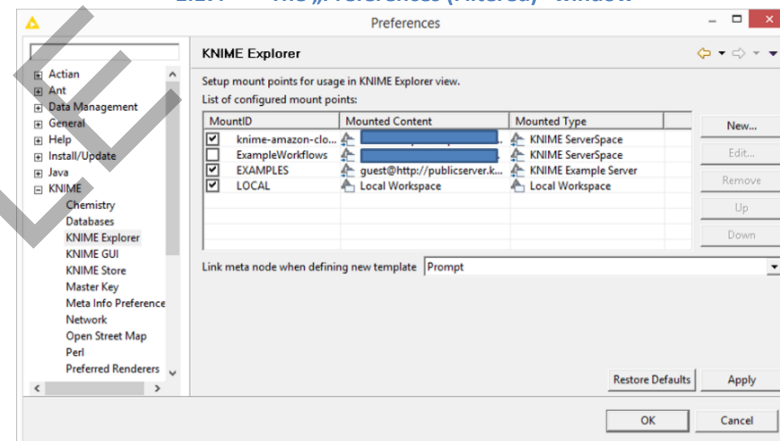 Preferences
KNIME Explorer
Setup mount points for usage in KNIME Explorer view.
List of configured mount points:
MountID Mounted Content Mounted Type
knime-amazon-clo... KNIME ServerSpace
ExampleWorkflows KNIME ServerSpace
EXAMPLES guest@http://publicserver.k... KNIME Example Server
LOCAL Local Workspace Local Workspace
New...
Edit...
Remove
Up
Down
Link meta node when defining new template Prompt
Actian
Ant
Data Management
General
Help
Install/Update
Java
KNIME
Chemistry
Databases
KNIME Explorer
KNIME GUI
KNIME Store
Master Key
Meta Info Preference
Network
Open Street Map
Perl
Preferred Renderers
Restore Defaults Apply
OK Cancel